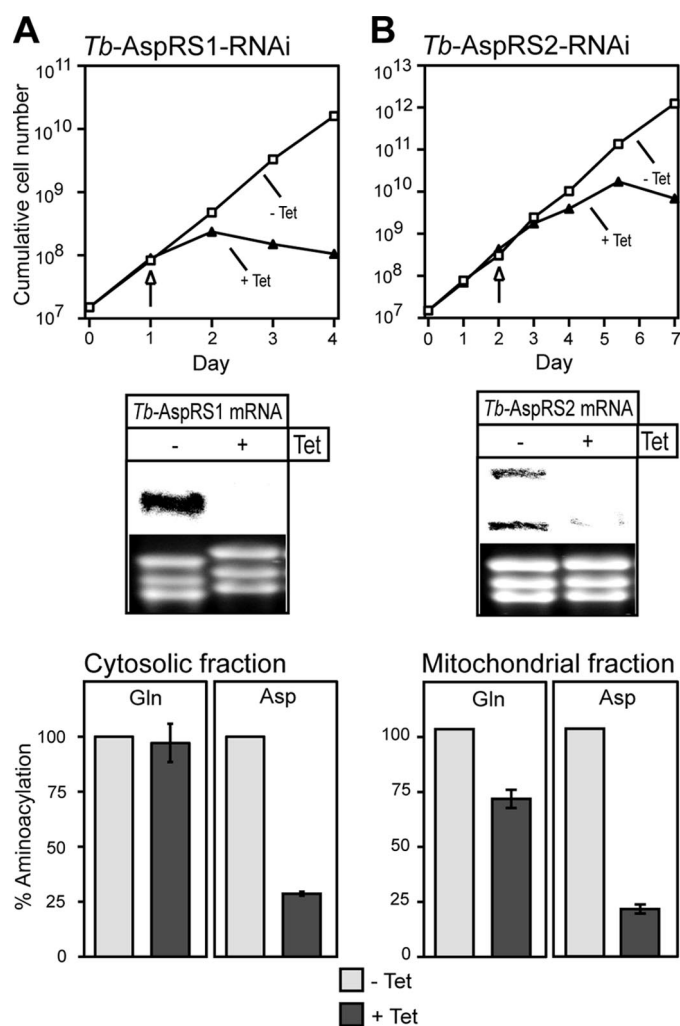 A Tb-AspRS1-RNAi
Cumulative cell number
10^11
10^10
10^9
10^8
10^7
- Tet
+ Tet
0 1 2 3 4
Day
Tb-AspRS1 mRNA
- + Tet
Cytosolic fraction
Gln Asp
% Aminoacylation
100
75
50
25
0
B Tb-AspRS2-RNAi
10^13
10^12
10^11
10^10
10^9
10^8
10^7
- Tet
+ Tet
0 1 2 3 4 5 6 7
Day
Tb-AspRS2 mRNA
- + Tet
Mitochondrial fraction
Gln Asp
100
75
50
25
0
- Tet
+ Tet